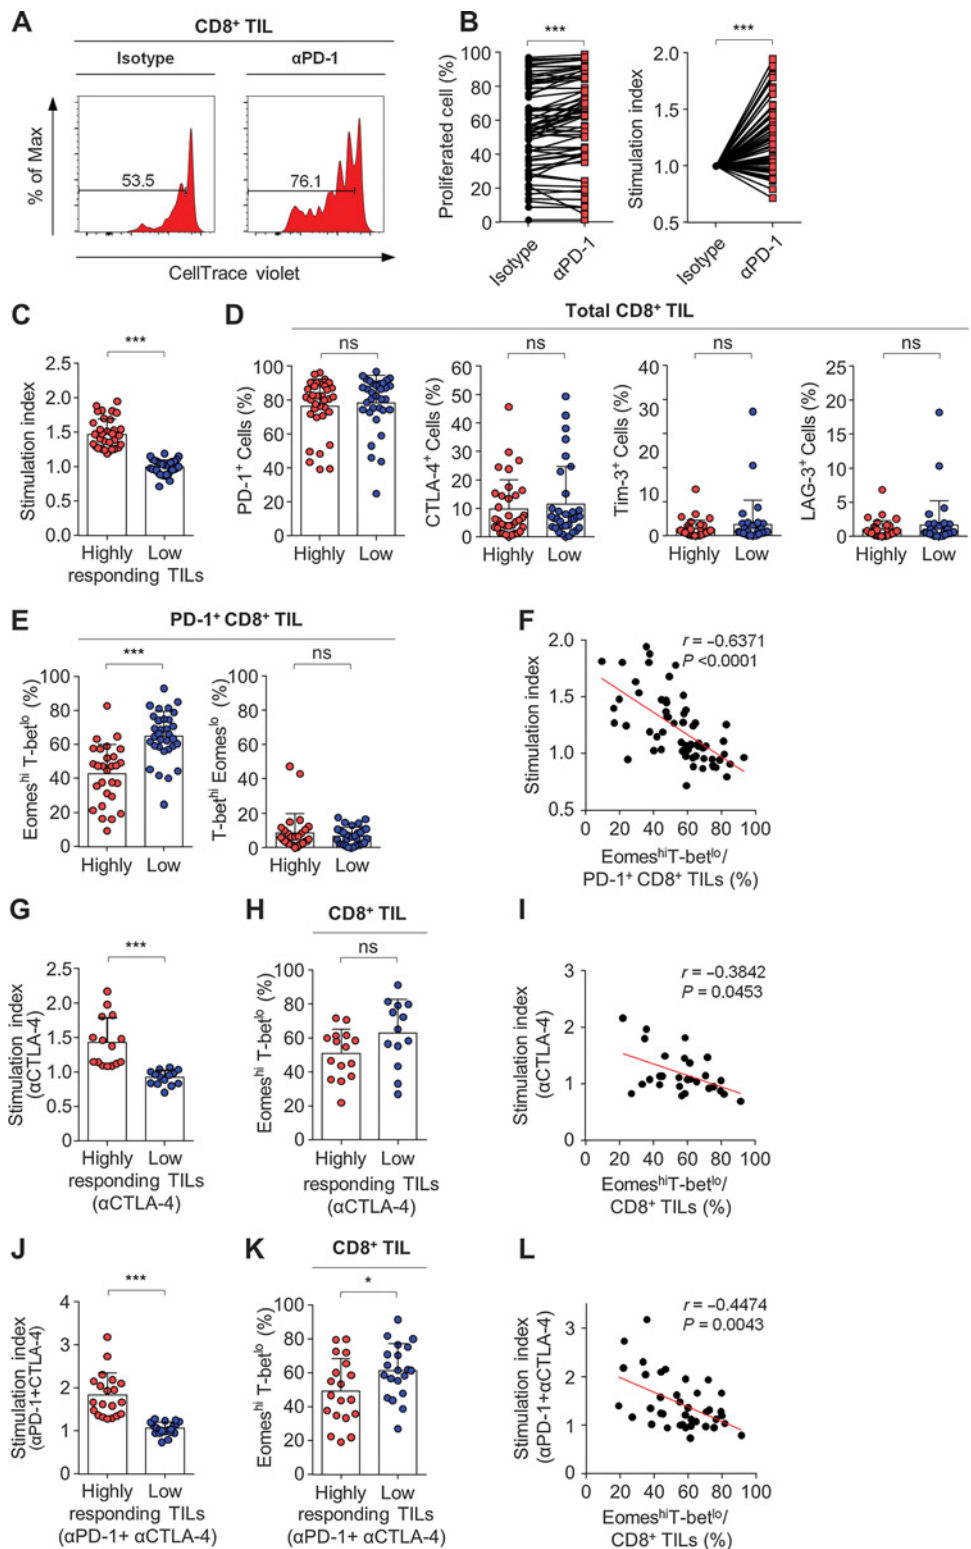 A
CD8⁺ TIL
Isotype
αPD-1
% of Max
53.5
76.1
CellTrace violet
B
***
Proliferated cell (%)
100
80
60
40
20
0
Isotype
αPD-1
***
Stimulation index
2.0
1.5
1.0
0.5
Isotype
αPD-1
C
***
Stimulation index
2.5
2.0
1.5
1.0
0.5
0
Highly Low
responding TILs
D
Total CD8⁺ TIL
ns
PD-1⁺ Cells (%)
100
80
60
40
20
0
Highly Low
ns
CTLA-4⁺ Cells (%)
60
50
40
30
20
10
0
Highly Low
ns
Tim-3⁺ Cells (%)
30
20
10
0
Highly Low
ns
LAG-3⁺ Cells (%)
25
20
15
10
5
0
Highly Low
E
PD-1⁺ CD8⁺ TIL
***
Eomesʰⁱ T-betˡᵒ (%)
100
80
60
40
20
0
Highly Low
ns
T-betʰⁱ Eomesˡᵒ (%)
100
80
60
40
20
0
Highly Low
F
r = –0.6371
P <0.0001
Stimulation index
2.0
1.5
1.0
0.5
0 20 40 60 80 100
EomesʰⁱT-betˡᵒ/
PD-1⁺ CD8⁺ TILs (%)
G
***
Stimulation index
(αCTLA-4)
2.5
2.0
1.5
1.0
0.5
0
Highly Low
responding TILs
(αCTLA-4)
H
CD8⁺ TIL
ns
Eomesʰⁱ T-betˡᵒ (%)
100
80
60
40
20
0
Highly Low
responding TILs
(αCTLA-4)
I
r = –0.3842
P = 0.0453
Stimulation index
(αCTLA-4)
3
2
1
0
0 20 40 60 80 100
EomesʰⁱT-betˡᵒ/
CD8⁺ TILs (%)
J
***
Stimulation index
(αPD-1+CTLA-4)
4
3
2
1
0
Highly Low
responding TILs
(αPD-1+ αCTLA-4)
K
CD8⁺ TIL
*
Eomesʰⁱ T-betˡᵒ (%)
100
80
60
40
20
0
Highly Low
responding TILs
(αPD-1+ αCTLA-4)
L
r = –0.4474
P = 0.0043
Stimulation index
(αPD-1+αCTLA-4)
3
2
1
0
0 20 40 60 80 100
EomesʰⁱT-betˡᵒ/
CD8⁺ TILs (%)